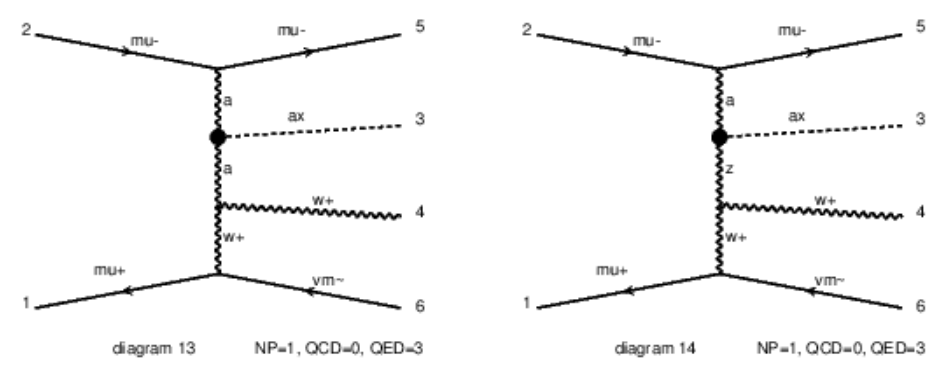 2 mu- mu- 5
a
ax 3
a
w+ 4
w+
mu+ vm~
1 6
diagram 13 NP=1, QCD=0, QED=3
2 mu- mu- 5
a
ax 3
z
w+ 4
w+
mu+ vm~
1 6
diagram 14 NP=1, QCD=0, QED=3